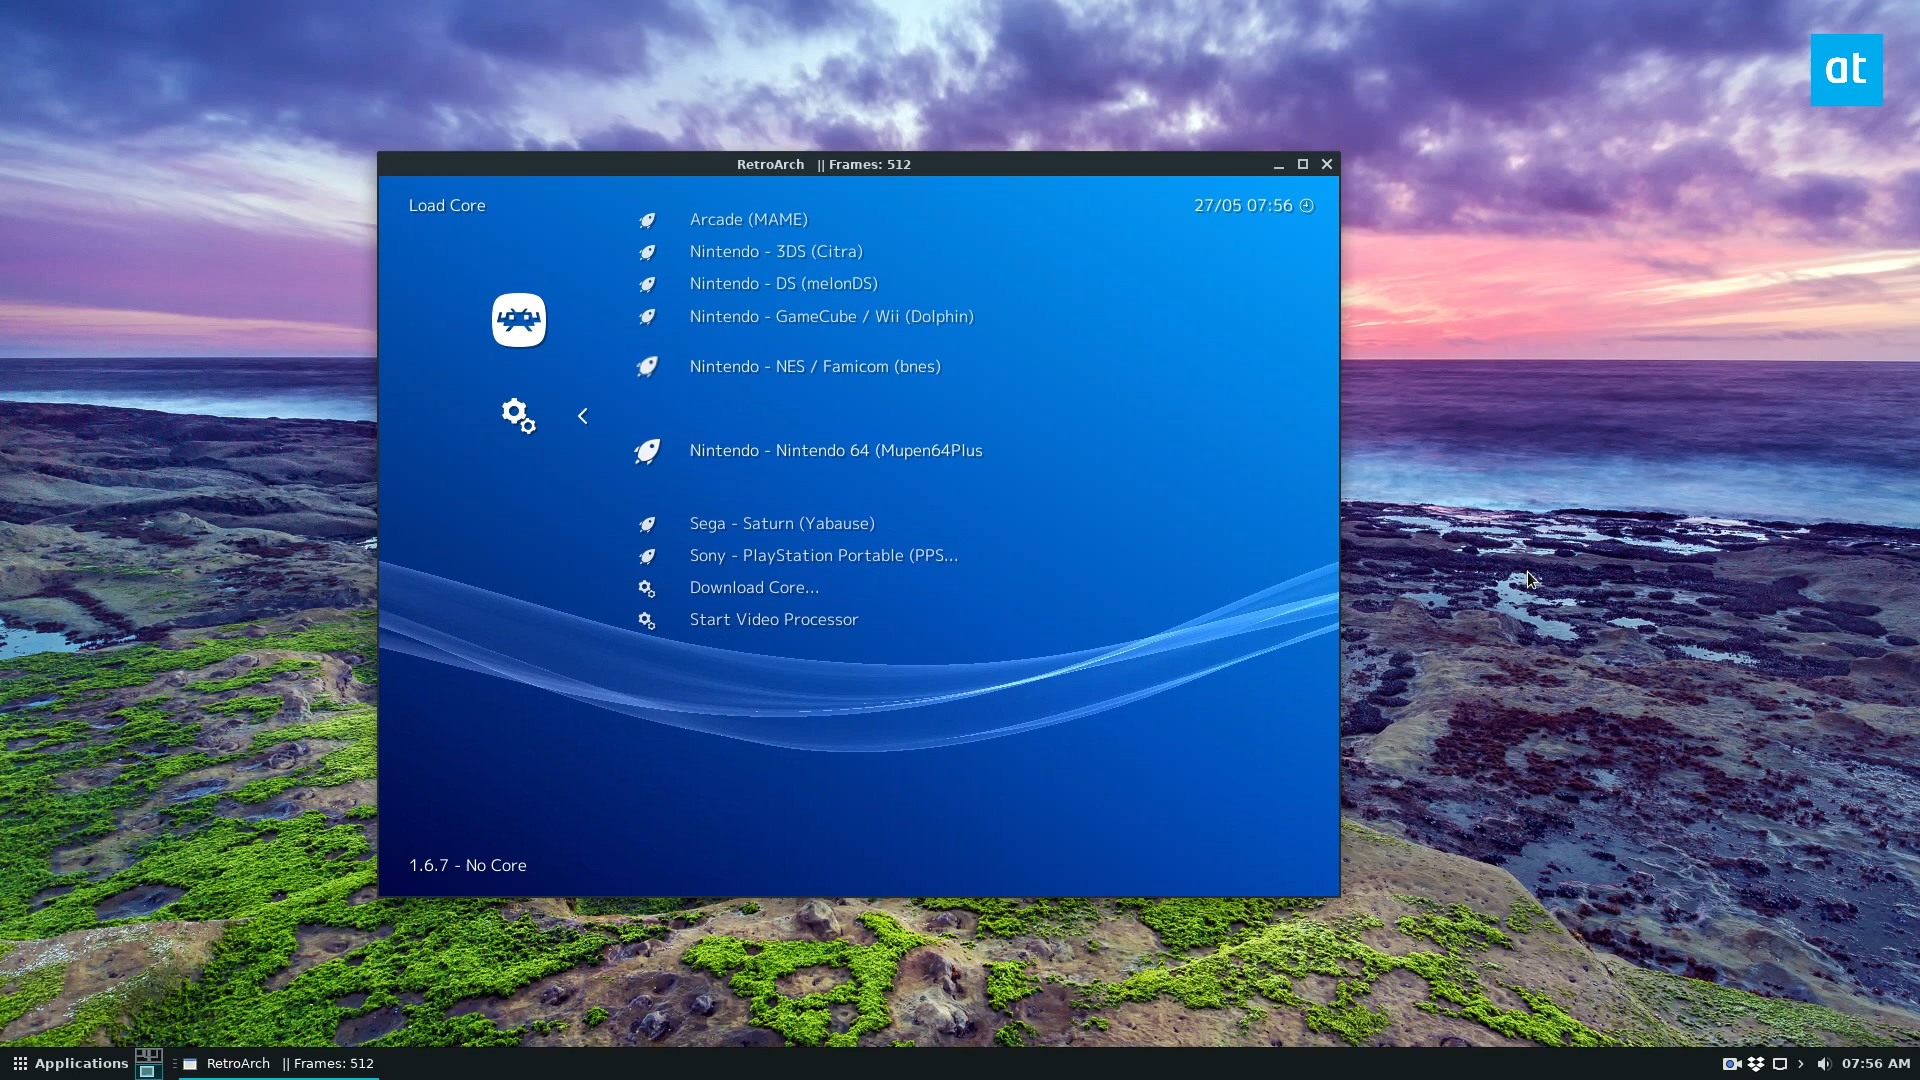 at
RetroArch || Frames: 512
Load Core
27/05 07:56
Arcade (MAME)
Nintendo - 3DS (Citra)
Nintendo - DS (melonDS)
Nintendo - GameCube / Wii (Dolphin)
Nintendo - NES / Famicom (bnes)
Nintendo - Nintendo 64 (Mupen64Plus
Sega - Saturn (Yabause)
Sony - PlayStation Portable (PPS...
Download Core...
Start Video Processor
1.6.7 - No Core
Applications
RetroArch || Frames: 512
07:56 AM